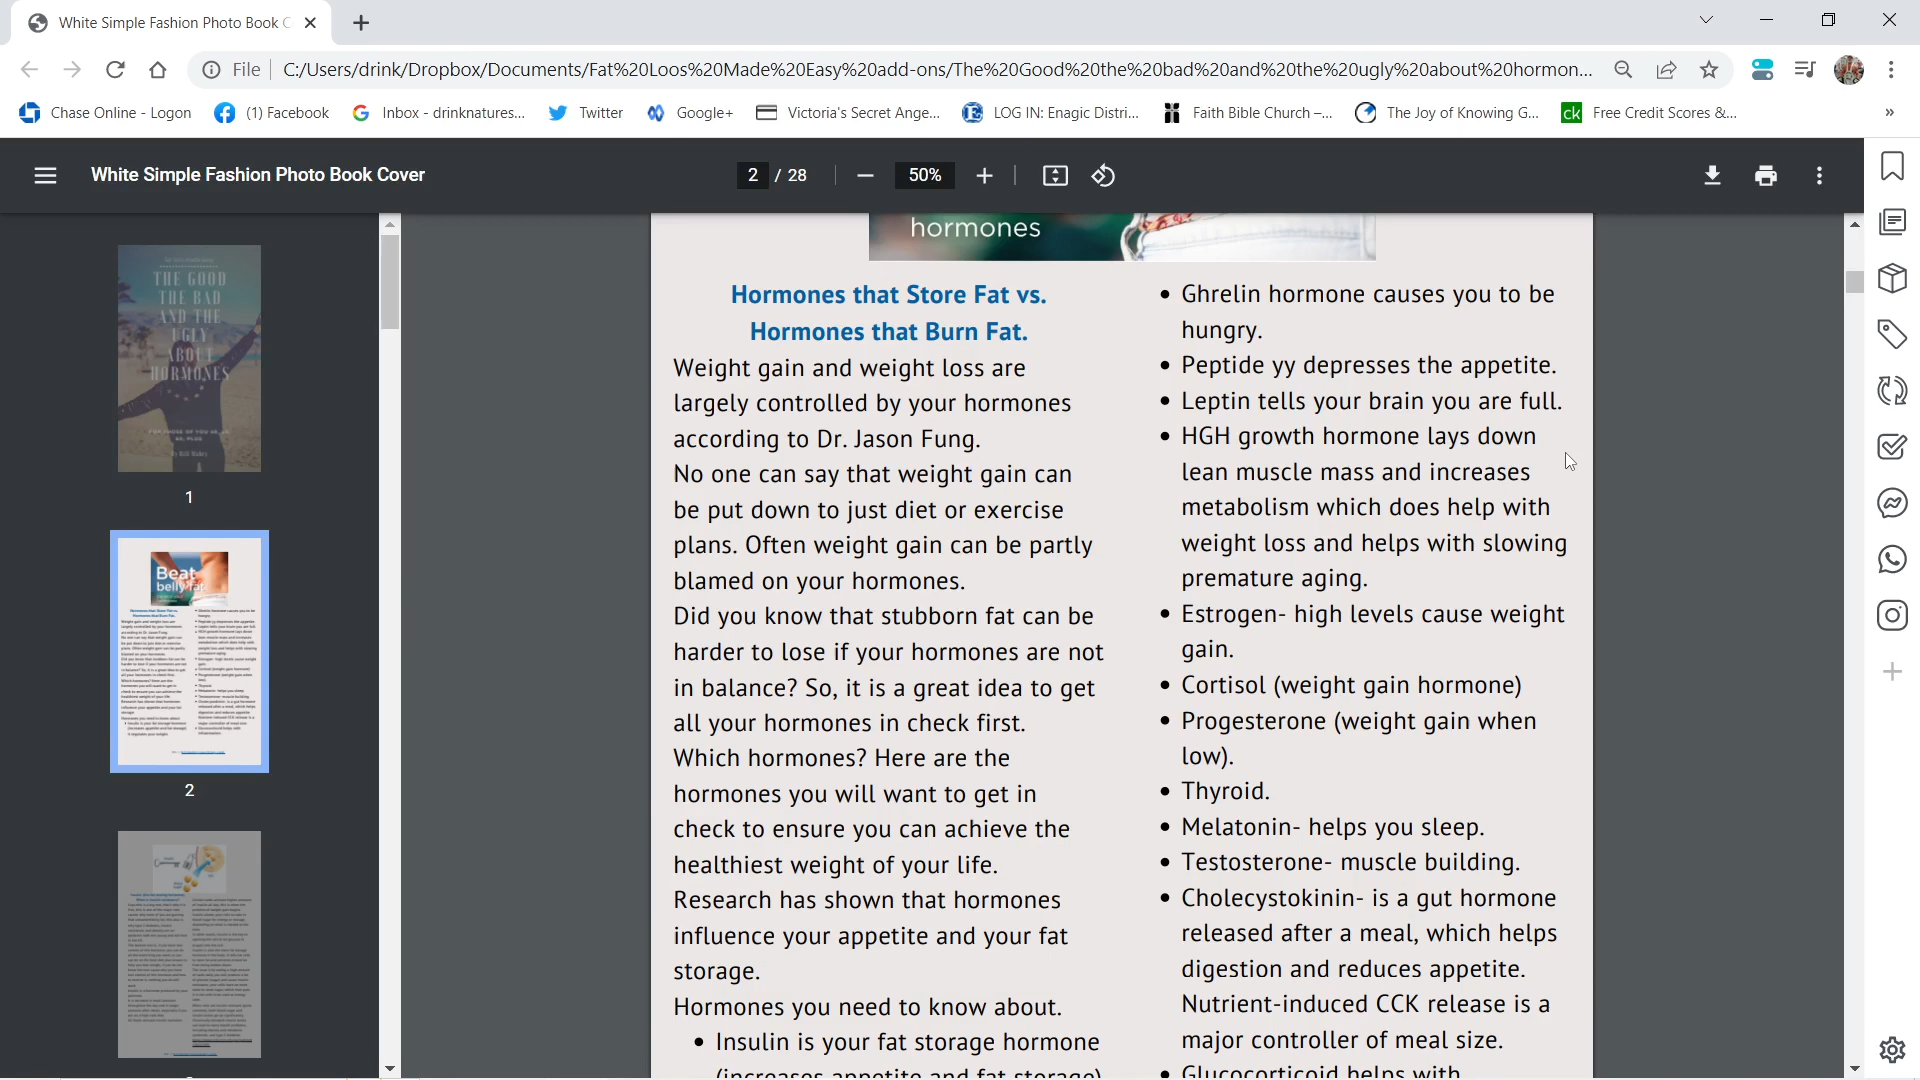 White Simple Fashion Photo Book C
File
C:/Users/drink/Dropbox/Documents/Fat%20Loos%20Made%20Easy%20add-ons/The%20Good%20the%20bad%20and%20the%20ugly%20about%20hormon...
Chase Online - Logon
(1) Facebook
Inbox - drinknatures...
Twitter
Google+
Victoria's Secret Ange...
LOG IN: Enagic Distri...
Faith Bible Church –...
The Joy of Knowing G...
ck
Free Credit Scores &...
»
White Simple Fashion Photo Book Cover
2 / 28
50%
THE GOOD
THE BAD
AND THE
UGLY
ABOUT
HORMONES
1
Beat
belly fat
2
hormones
Hormones that Store Fat vs.
Hormones that Burn Fat.
Weight gain and weight loss are
largely controlled by your hormones
according to Dr. Jason Fung.
No one can say that weight gain can
be put down to just diet or exercise
plans. Often weight gain can be partly
blamed on your hormones.
Did you know that stubborn fat can be
harder to lose if your hormones are not
in balance? So, it is a great idea to get
all your hormones in check first.
Which hormones? Here are the
hormones you will want to get in
check to ensure you can achieve the
healthiest weight of your life.
Research has shown that hormones
influence your appetite and your fat
storage.
Hormones you need to know about.
• Insulin is your fat storage hormone
(increases appetite and fat storage)
• Ghrelin hormone causes you to be
hungry.
• Peptide yy depresses the appetite.
• Leptin tells your brain you are full.
• HGH growth hormone lays down
lean muscle mass and increases
metabolism which does help with
weight loss and helps with slowing
premature aging.
• Estrogen- high levels cause weight
gain.
• Cortisol (weight gain hormone)
• Progesterone (weight gain when
low).
• Thyroid.
• Melatonin- helps you sleep.
• Testosterone- muscle building.
• Cholecystokinin- is a gut hormone
released after a meal, which helps
digestion and reduces appetite.
Nutrient-induced CCK release is a
major controller of meal size.
• Glucocorticoid helps with